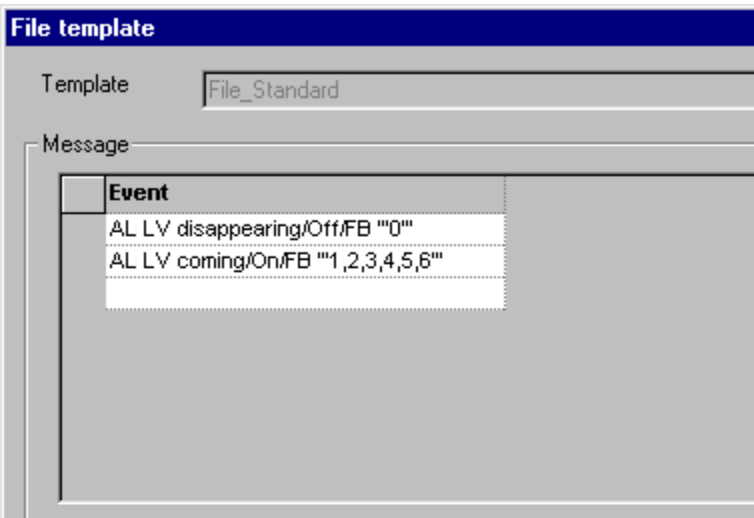 File template
Template File_Standard
Message
Event
AL LV disappearing/Off/FB "'0'"
AL LV coming/On/FB "'1,2,3,4,5,6'"